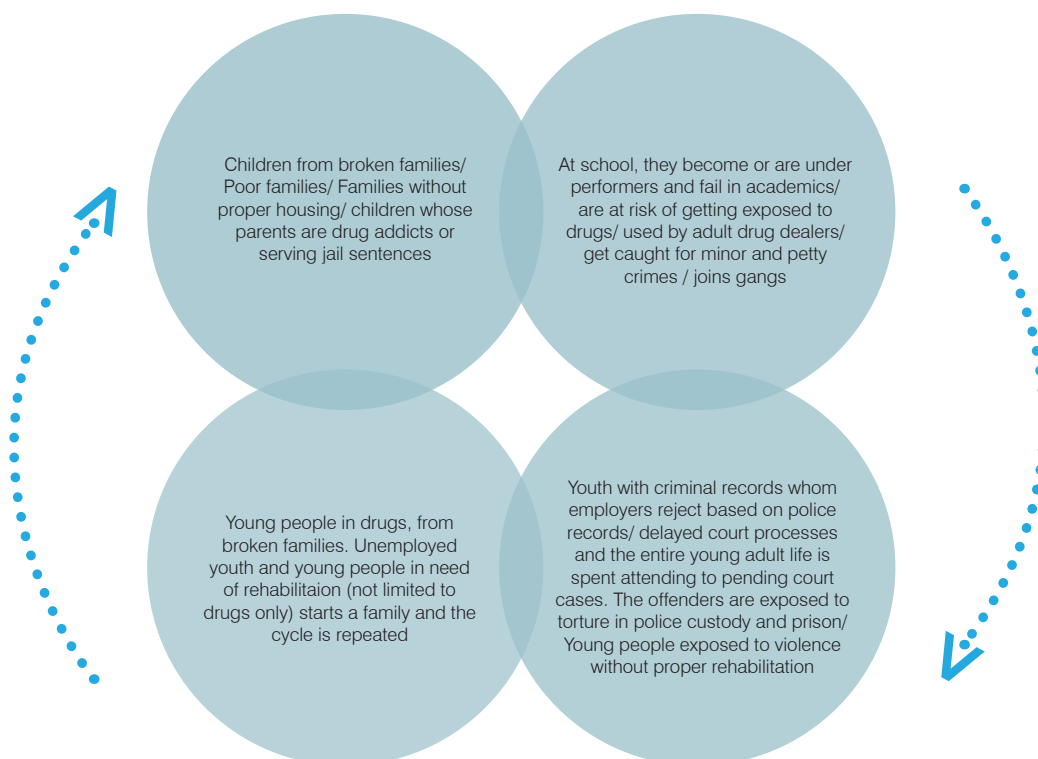 Children from broken families/
Poor families/ Families without
proper housing/ children whose
parents are drug addicts or
serving jail sentences
At school, they become or are under
performers and fail in academics/
are at risk of getting exposed to
drugs/ used by adult drug dealers/
get caught for minor and petty
crimes / joins gangs
Young people in drugs, from
broken families. Unemployed
youth and young people in need
of rehabilitaion (not limited to
drugs only) starts a family and the
cycle is repeated
Youth with criminal records whom
employers reject based on police
records/ delayed court processes
and the entire young adult life is
spent attending to pending court
cases. The offenders are exposed to
torture in police custody and prison/
Young people exposed to violence
without proper rehabilitation